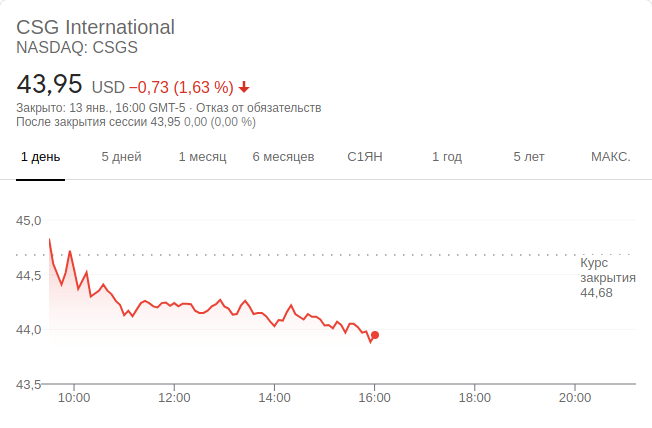 CSG International
NASDAQ: CSGS
43,95 USD −0,73 (1,63 %)
Закрыто: 13 янв., 16:00 GMT-5 · Отказ от обязательств
После закрытия сессии 43,95 0,00 (0,00 %)
1 день 5 дней 1 месяц 6 месяцев С1ЯН 1 год 5 лет МАКС.
45,0
Курс
закрытия
44,68
44,5
44,0
43,5
10:00 12:00 14:00 16:00 18:00 20:00